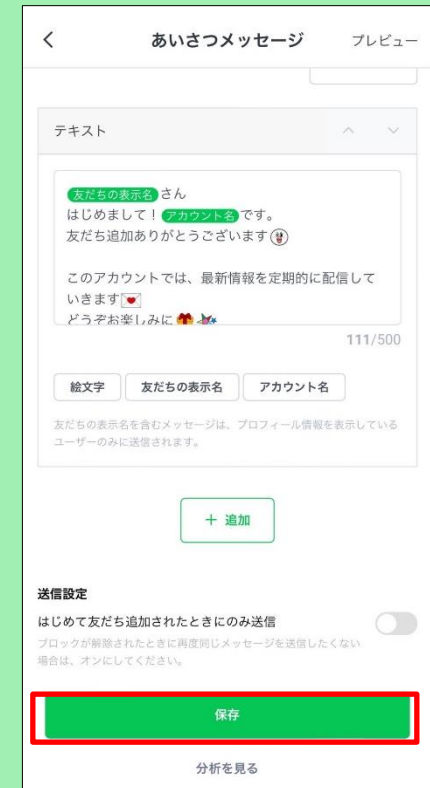 あいさつメッセージ プレビュー
テキスト
友だちの表示名 さん
はじめまして！ アカウント名 です。
友だち追加ありがとうございます
このアカウントでは、最新情報を定期的に配信して
いきます
どうぞお楽しみに
111/500
絵文字 友だちの表示名 アカウント名
友だちの表示名を含むメッセージは、プロフィール情報を表示している
ユーザーのみに送信されます。
＋ 追加
送信設定
はじめて友だち追加されたときにのみ送信
ブロックが解除されたときに再度同じメッセージを送信したくない
場合は、オンにしてください。
保存
分析を見る